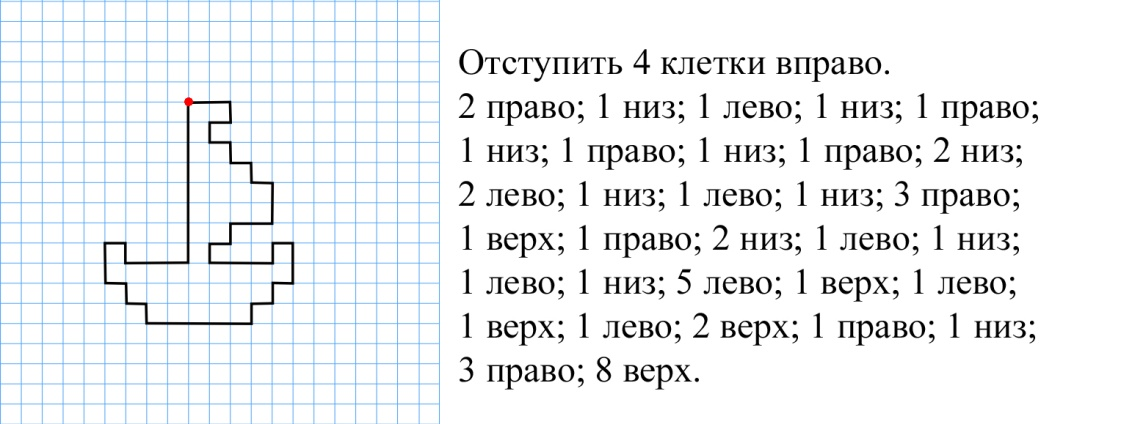 Отступить 4 клетки вправо.
2 право; 1 низ; 1 лево; 1 низ; 1 право;
1 низ; 1 право; 1 низ; 1 право; 2 низ;
2 лево; 1 низ; 1 лево; 1 низ; 3 право;
1 верх; 1 право; 2 низ; 1 лево; 1 низ;
1 лево; 1 низ; 5 лево; 1 верх; 1 лево;
1 верх; 1 лево; 2 верх; 1 право; 1 низ;
3 право; 8 верх.